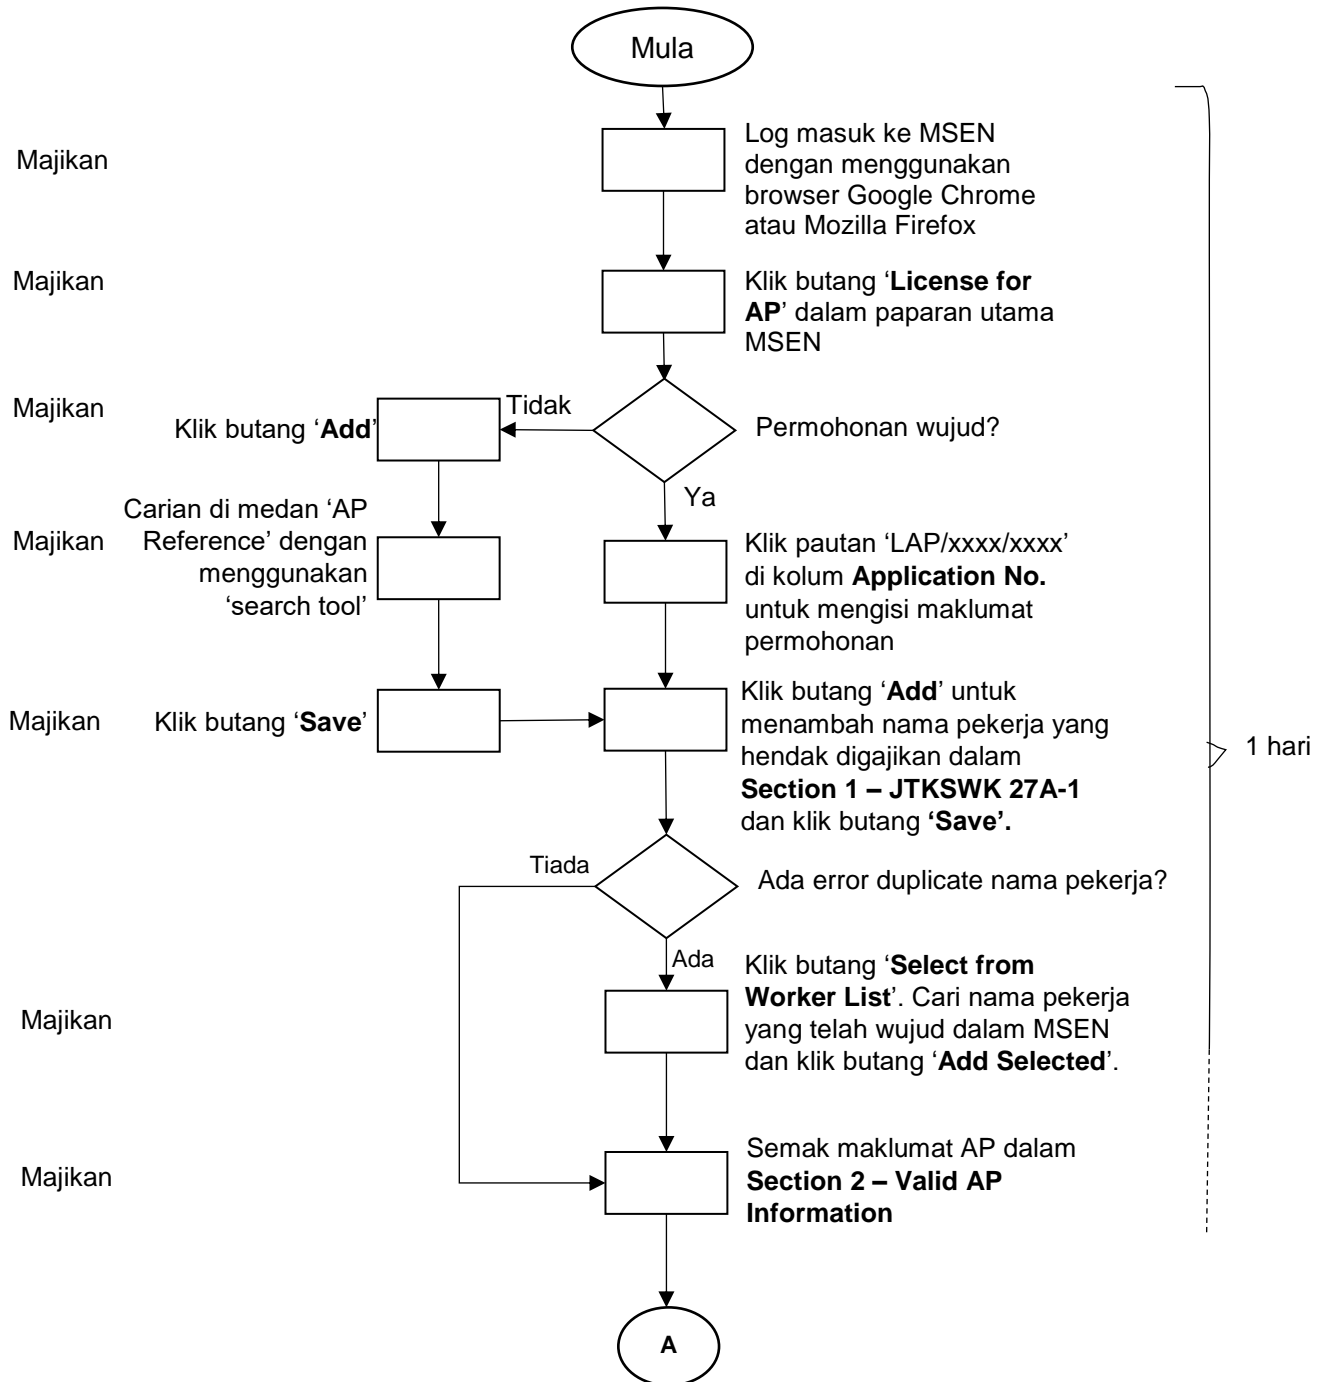 Mula
Majikan
Log masuk ke MSEN
dengan menggunakan
browser Google Chrome
atau Mozilla Firefox
Majikan
Klik butang ‘License for
AP’ dalam paparan utama
MSEN
Majikan
Klik butang ‘Add’
Tidak
Permohonan wujud?
Ya
Majikan
Carian di medan ‘AP
Reference’ dengan
menggunakan
‘search tool’
Klik pautan ‘LAP/xxxx/xxxx’
di kolum Application No.
untuk mengisi maklumat
permohonan
Majikan
Klik butang ‘Save’
Klik butang ‘Add’ untuk
menambah nama pekerja yang
hendak digajikan dalam
Section 1 – JTKSWK 27A-1
dan klik butang ‘Save’.
1 hari
Tiada
Ada error duplicate nama pekerja?
Ada
Majikan
Klik butang ‘Select from
Worker List’. Cari nama pekerja
yang telah wujud dalam MSEN
dan klik butang ‘Add Selected’.
Majikan
Semak maklumat AP dalam
Section 2 – Valid AP
Information
A